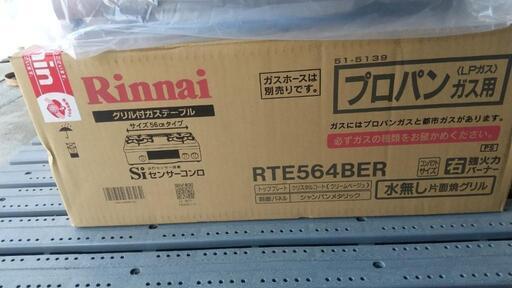 Rinnai
グリル付ガステーブル
サイズ56cmタイプ
Siセンサーコンロ
ガスホースは
別売りです。
51-5139
プロパン〈LPガス〉ガス用
ガスにはプロパンガスと都市ガスがあります。
必ずガスの種類をお確かめください。
PS
RTE564BER
コンパクトサイズ
右強火力バーナー
トッププレート クリスタルコート（クリームベージュ）
前面パネル シャンパンメタリック
水無し片面焼グリル